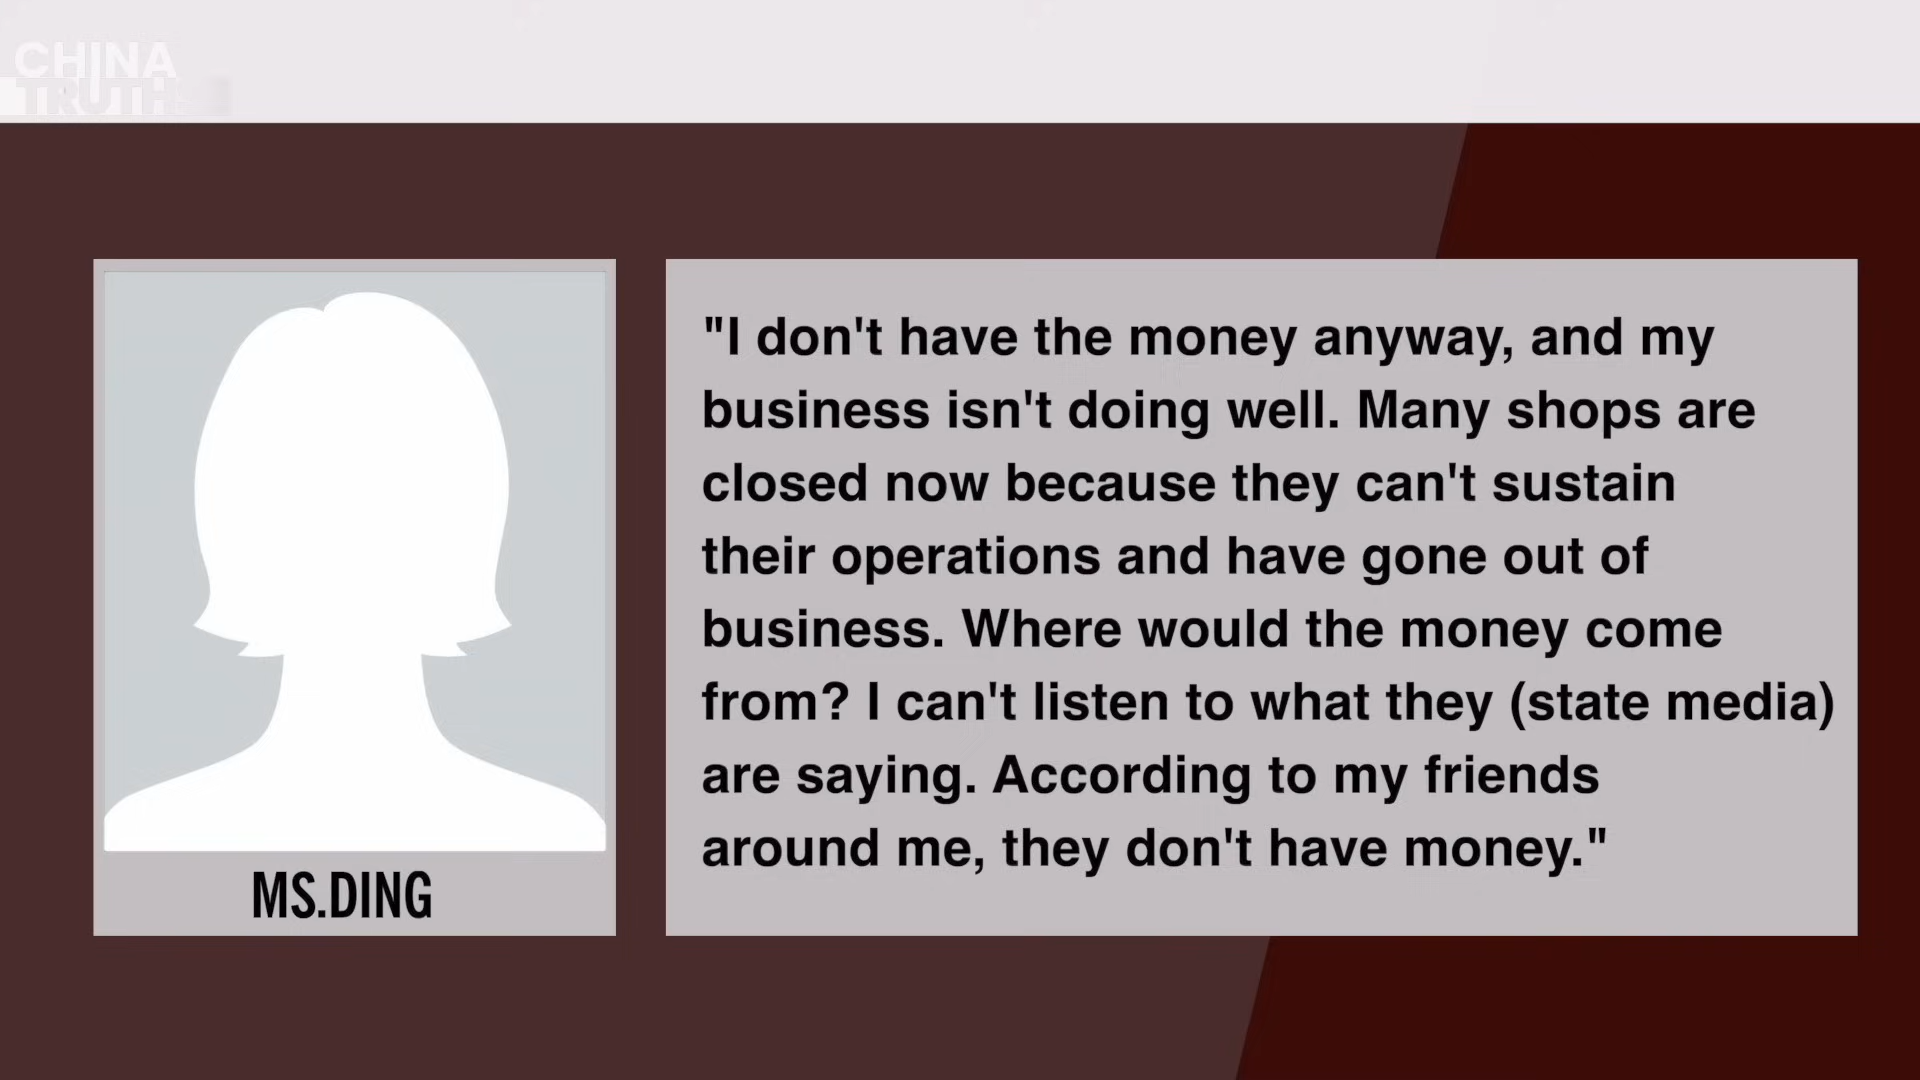 CHINA
TRUTH
"I don't have the money anyway, and my
business isn't doing well. Many shops are
closed now because they can't sustain
their operations and have gone out of
business. Where would the money come
from? I can't listen to what they (state media)
are saying. According to my friends
around me, they don't have money."
MS.DING